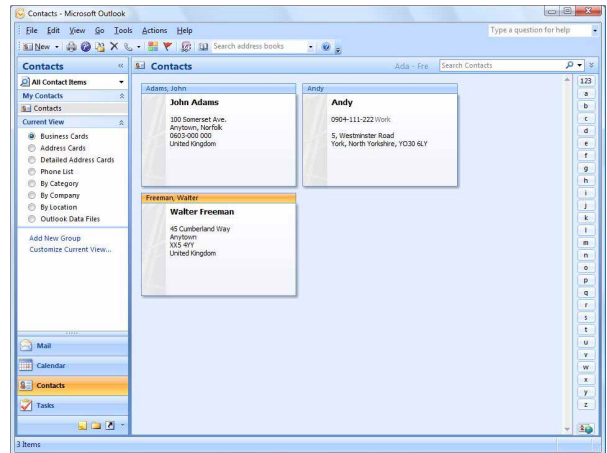 Contacts - Microsoft Outlook
File Edit View Go Tools Actions Help
Type a question for help
New
Search address books
Contacts
All Contact Items
My Contacts
Contacts
Current View
Business Cards
Address Cards
Detailed Address Cards
Phone List
By Category
By Company
By Location
Outlook Data Files
Add New Group
Customize Current View...
Mail
Calendar
Contacts
Tasks
Contacts
Ada - Fre
Search Contacts
Adams, John
John Adams
100 Somerset Ave.
Anytown, Norfolk
0603-000 000
United Kingdom
Andy
Andy
0904-111-222 Work
5, Westminster Road
York, North Yorkshire, YO30 6LY
Freeman, Walter
Walter Freeman
45 Cumberland Way
Anytown
XX5 4YY
United Kingdom
123
a
b
c
d
e
f
g
h
i
j
k
l
m
n
o
p
q
r
s
t
u
v
w
x
y
z
3 Items